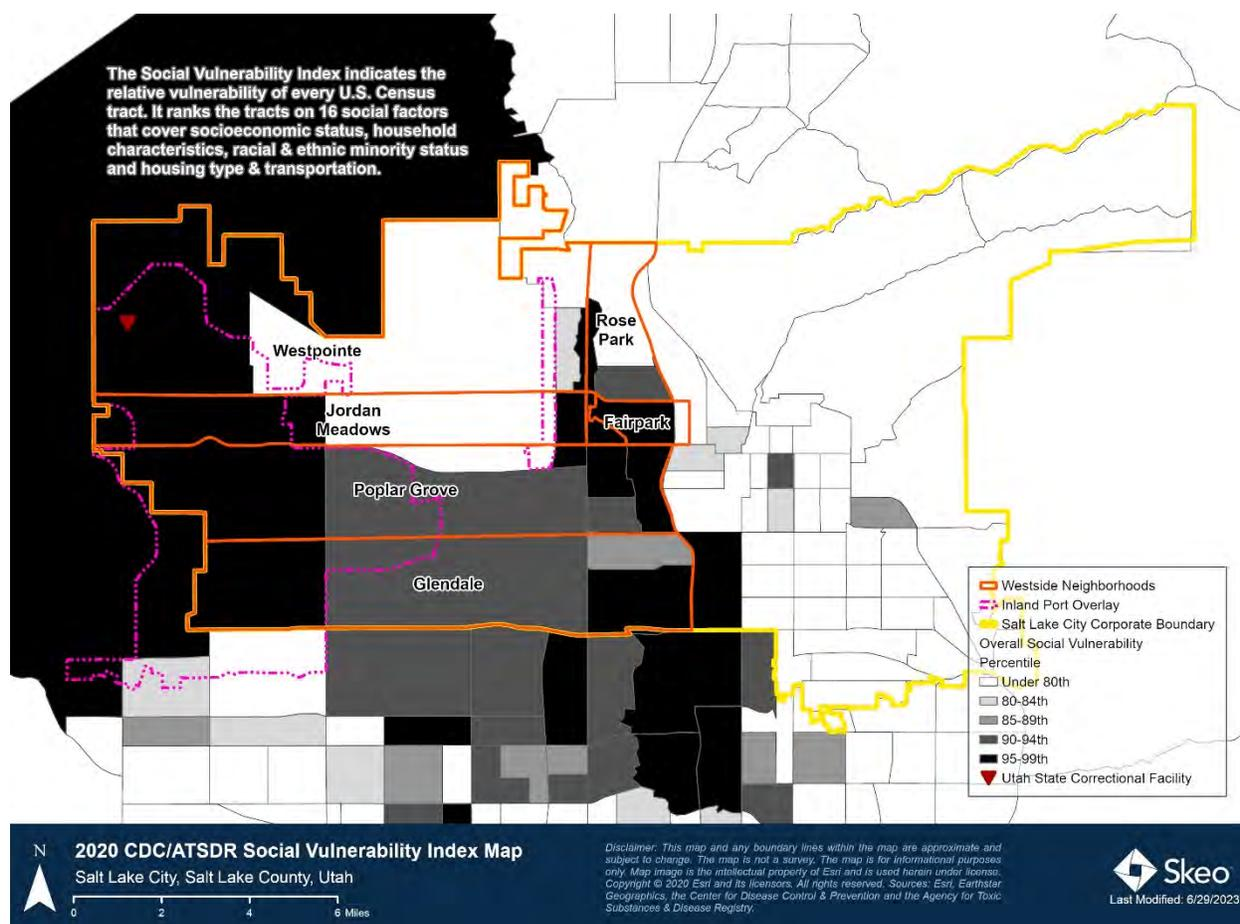 The Social Vulnerability Index indicates the
relative vulnerability of every U.S. Census
tract. It ranks the tracts on 16 social factors
that cover socioeconomic status, household
characteristics, racial & ethnic minority status
and housing type & transportation.
Rose
Park
Westpointe
Jordan
Meadows
Fairpark
Poplar Grove
Glendale
Westside Neighborhoods
Inland Port Overlay
Salt Lake City Corporate Boundary
Overall Social Vulnerability
Percentile
Under 80th
80-84th
85-89th
90-94th
95-99th
Utah State Correctional Facility
N
2020 CDC/ATSDR Social Vulnerability Index Map
Salt Lake City, Salt Lake County, Utah
0 2 4 6 Miles
Disclaimer: This map and any boundary lines within the map are approximate and
subject to change. The map is not a survey. The map is for informational purposes
only. Map image is the intellectual property of Esri and is used herein under license.
Copyright © 2020 Esri and its licensors. All rights reserved. Sources: Esri, Earthstar
Geographics, the Center for Disease Control & Prevention and the Agency for Toxic
Substances & Disease Registry.
Skeo
Last Modified: 6/29/2023